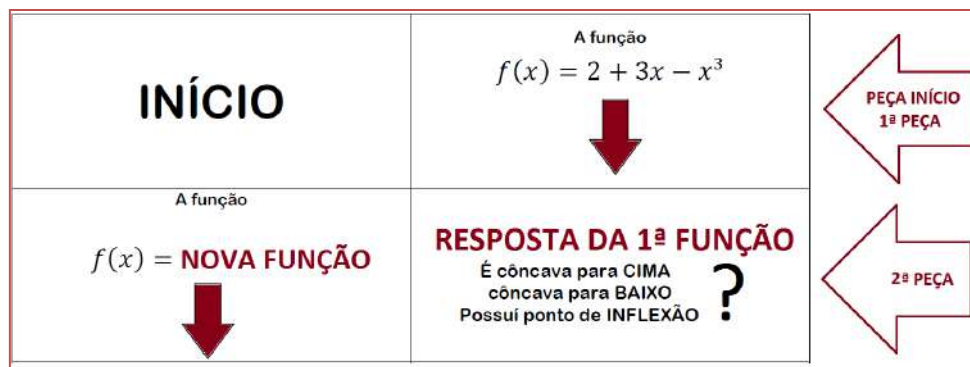 INÍCIO
A função
f(x) = 2 + 3x − x³
PEÇA INÍCIO
1ª PEÇA
A função
f(x) = NOVA FUNÇÃO
RESPOSTA DA 1ª FUNÇÃO
É côncava para CIMA
côncava para BAIXO
Possuí ponto de INFLEXÃO
?
2ª PEÇA